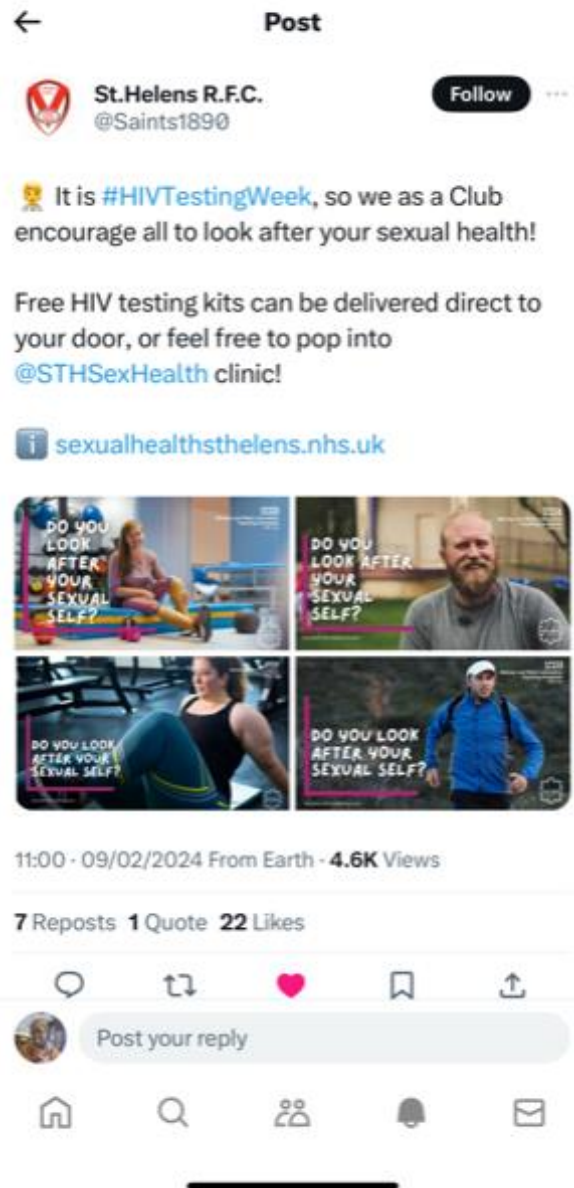 Post
St.Helens R.F.C.
@Saints1890
Follow
It is #HIVTestingWeek, so we as a Club
encourage all to look after your sexual health!
Free HIV testing kits can be delivered direct to
your door, or feel free to pop into
@STHSexHealth clinic!
sexualhealthsthelens.nhs.uk
DO YOU
LOOK
AFTER
YOUR
SEXUAL
SELF?
DO YOU
LOOK AFTER
YOUR
SEXUAL
SELF?
DO YOU LOOK
AFTER YOUR
SEXUAL SELF?
DO YOU LOOK
AFTER YOUR
SEXUAL SELF?
11:00 · 09/02/2024 From Earth · 4.6K Views
7 Reposts 1 Quote 22 Likes
Post your reply